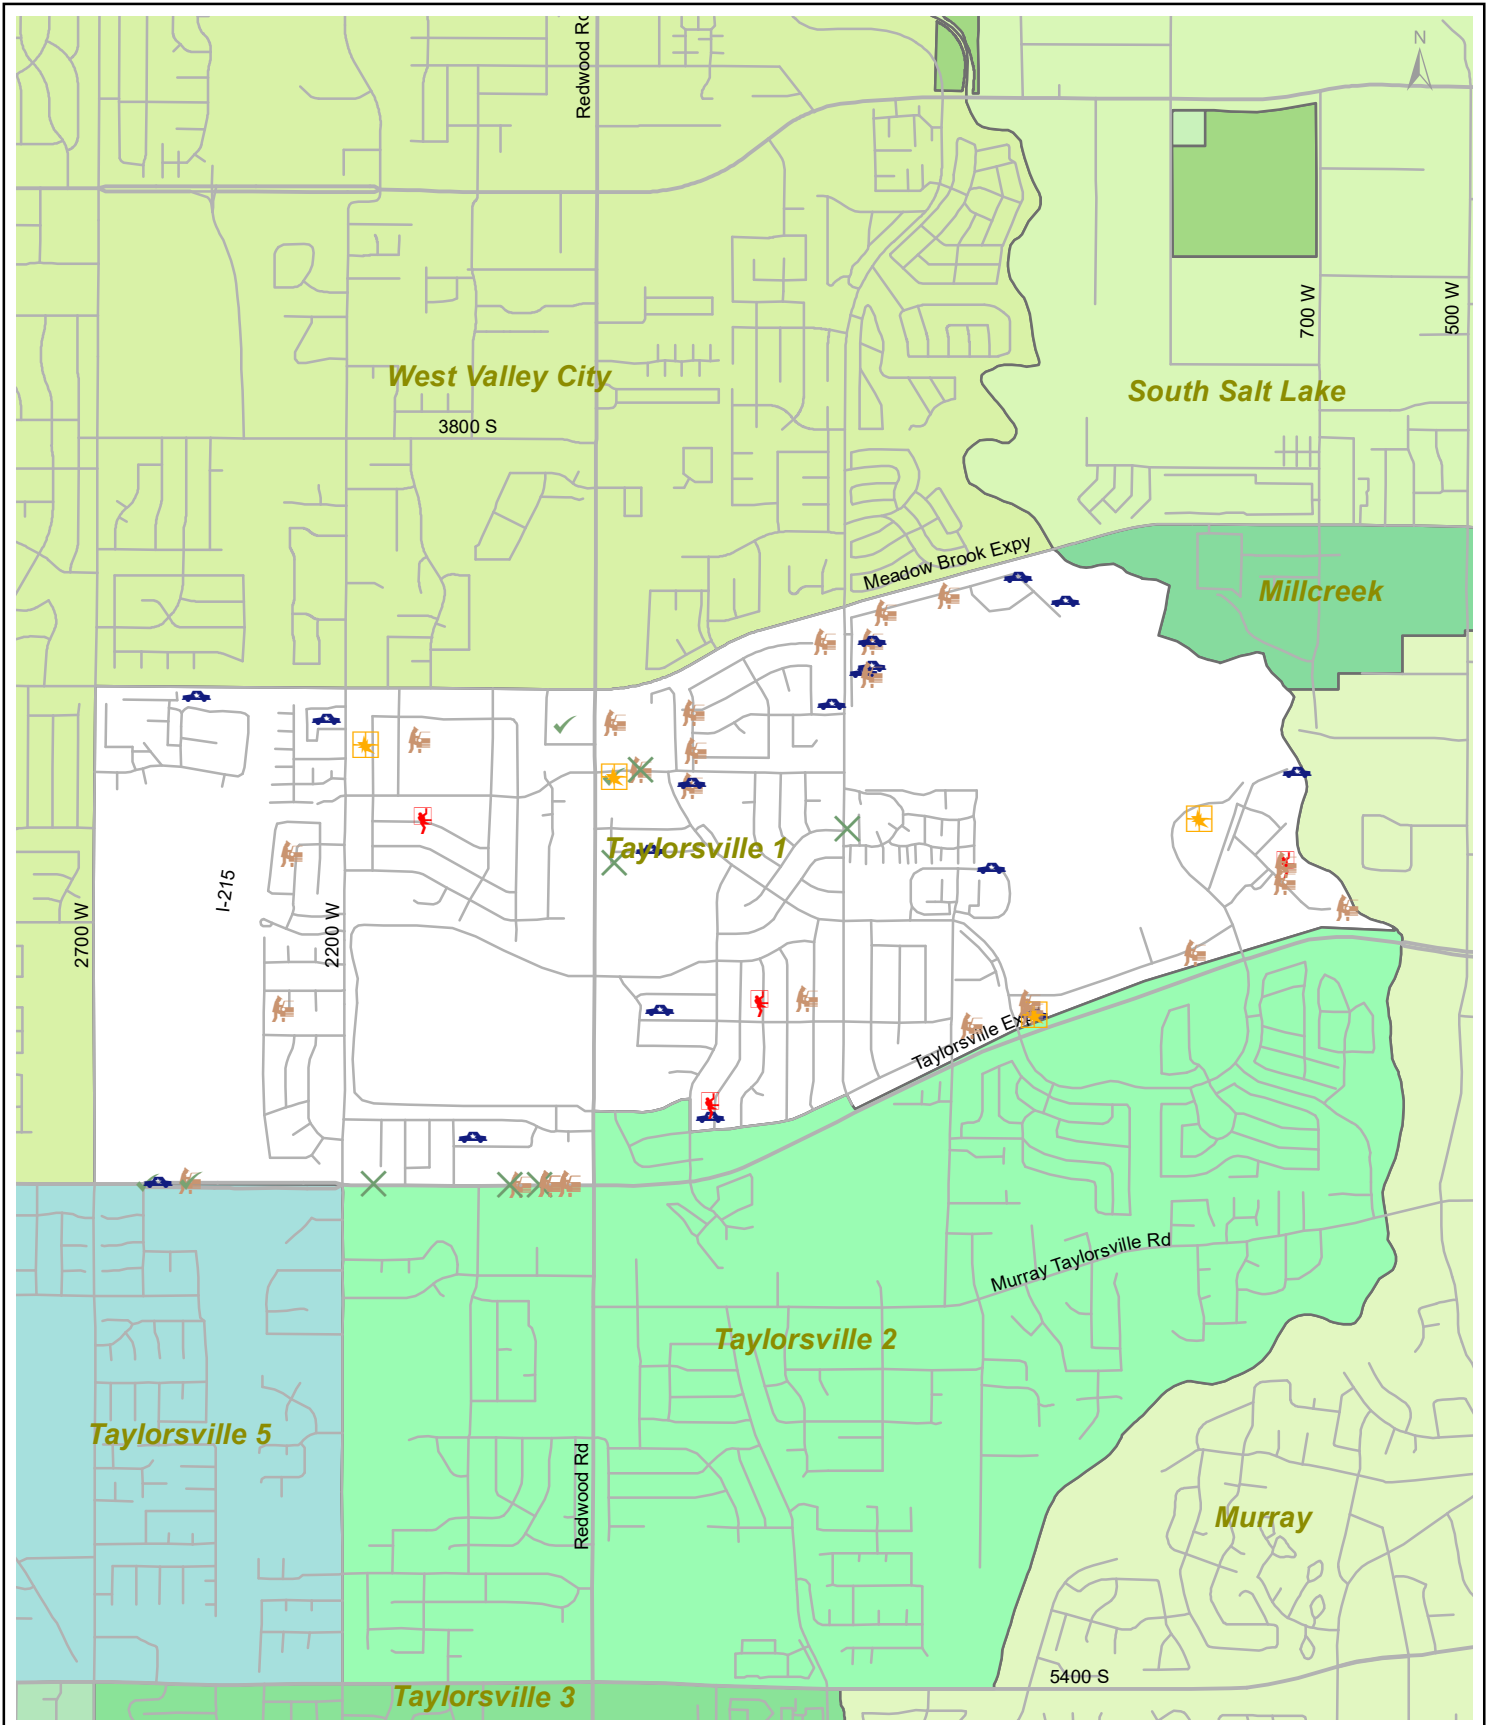 Redwood Rd
N
700 W
500 W
West Valley City
South Salt Lake
3800 S
Meadow Brook Expy
Millcreek
Taylorsville 1
I-215
2700 W
2200 W
Taylorsville
Murray Taylorsville Rd
Taylorsville 2
Taylorsville 5
Redwood Rd
Murray
5400 S
Taylorsville 3